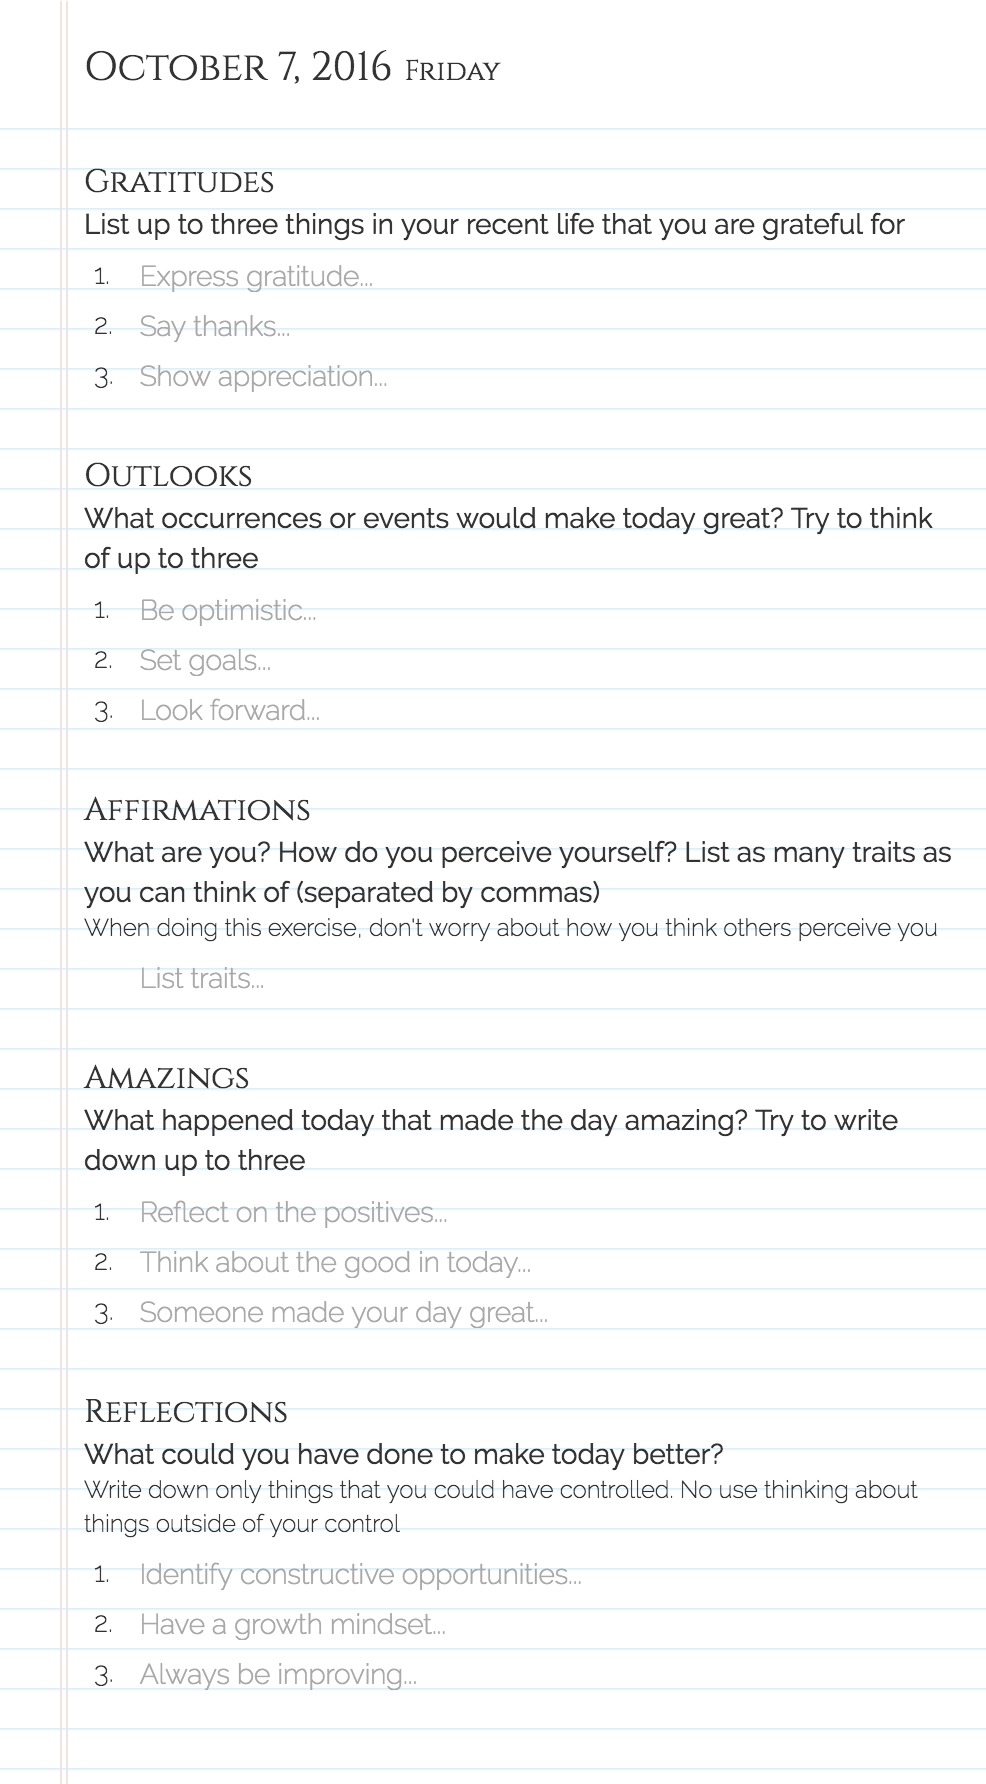 October 7, 2016 Friday
Gratitudes
List up to three things in your recent life that you are grateful for
1. Express gratitude...
2. Say thanks...
3. Show appreciation...
Outlooks
What occurrences or events would make today great? Try to think
of up to three
1. Be optimistic...
2. Set goals...
3. Look forward...
Affirmations
What are you? How do you perceive yourself? List as many traits as
you can think of (separated by commas)
When doing this exercise, don't worry about how you think others perceive you
List traits...
Amazings
What happened today that made the day amazing? Try to write
down up to three
1. Reflect on the positives...
2. Think about the good in today...
3. Someone made your day great...
Reflections
What could you have done to make today better?
Write down only things that you could have controlled. No use thinking about
things outside of your control
1. Identify constructive opportunities...
2. Have a growth mindset...
3. Always be improving...